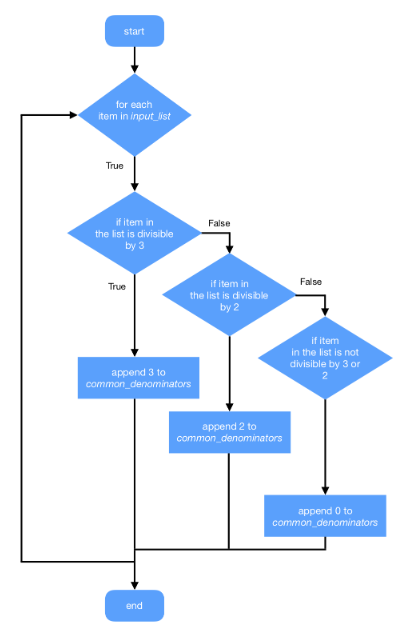 start
for each
item in input_list
True
if item in
the list is divisible
by 3
False
True
if item in
the list is divisible
by 2
False
if item
in the list is not
divisible by 3 or
2
append 3 to
common_denominators
append 2 to
common_denominators
append 0 to
common_denominators
end